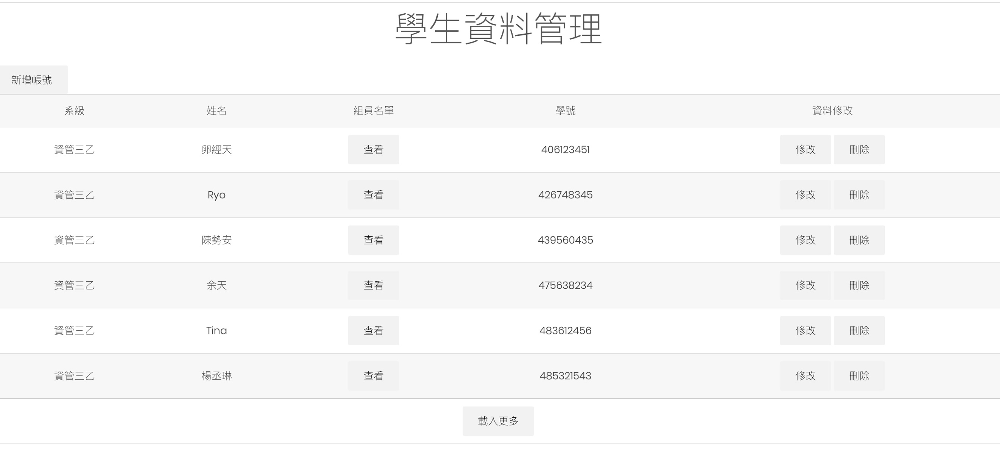 學生資料管理
新增帳號
系級 姓名 組員名單 學號 資料修改
資管三乙 卵經天 查看 406123451 修改 刪除
資管三乙 Ryo 查看 426748345 修改 刪除
資管三乙 陳勢安 查看 439560435 修改 刪除
資管三乙 余天 查看 475638234 修改 刪除
資管三乙 Tina 查看 483612456 修改 刪除
資管三乙 楊丞琳 查看 485321543 修改 刪除
載入更多